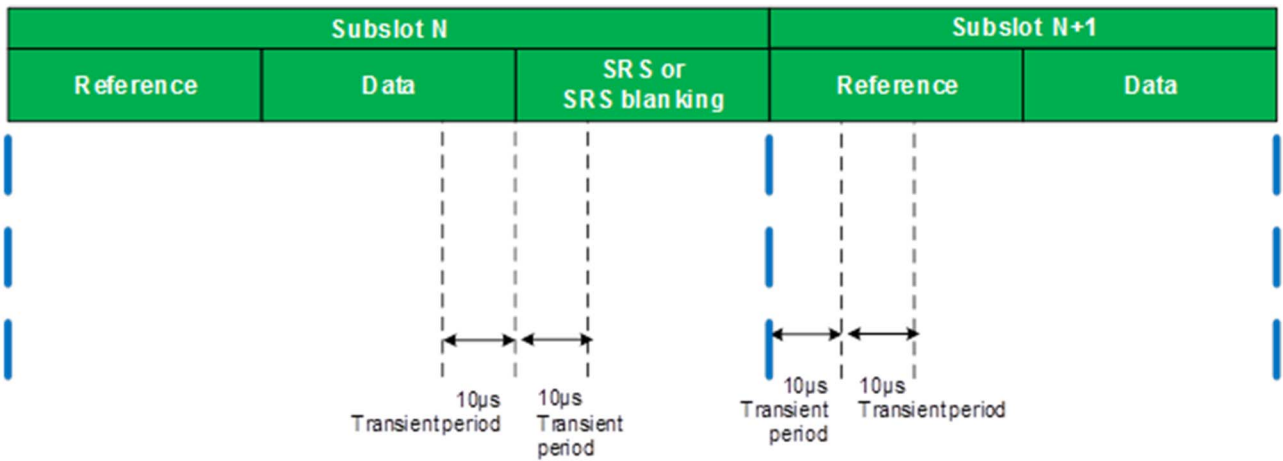 Subslot N
Subslot N+1
Reference
Data
SRS or
SRS blanking
Reference
Data
10µs
Transient period
10µs
Transient
period
10µs
Transient
period
10µs
Transient period